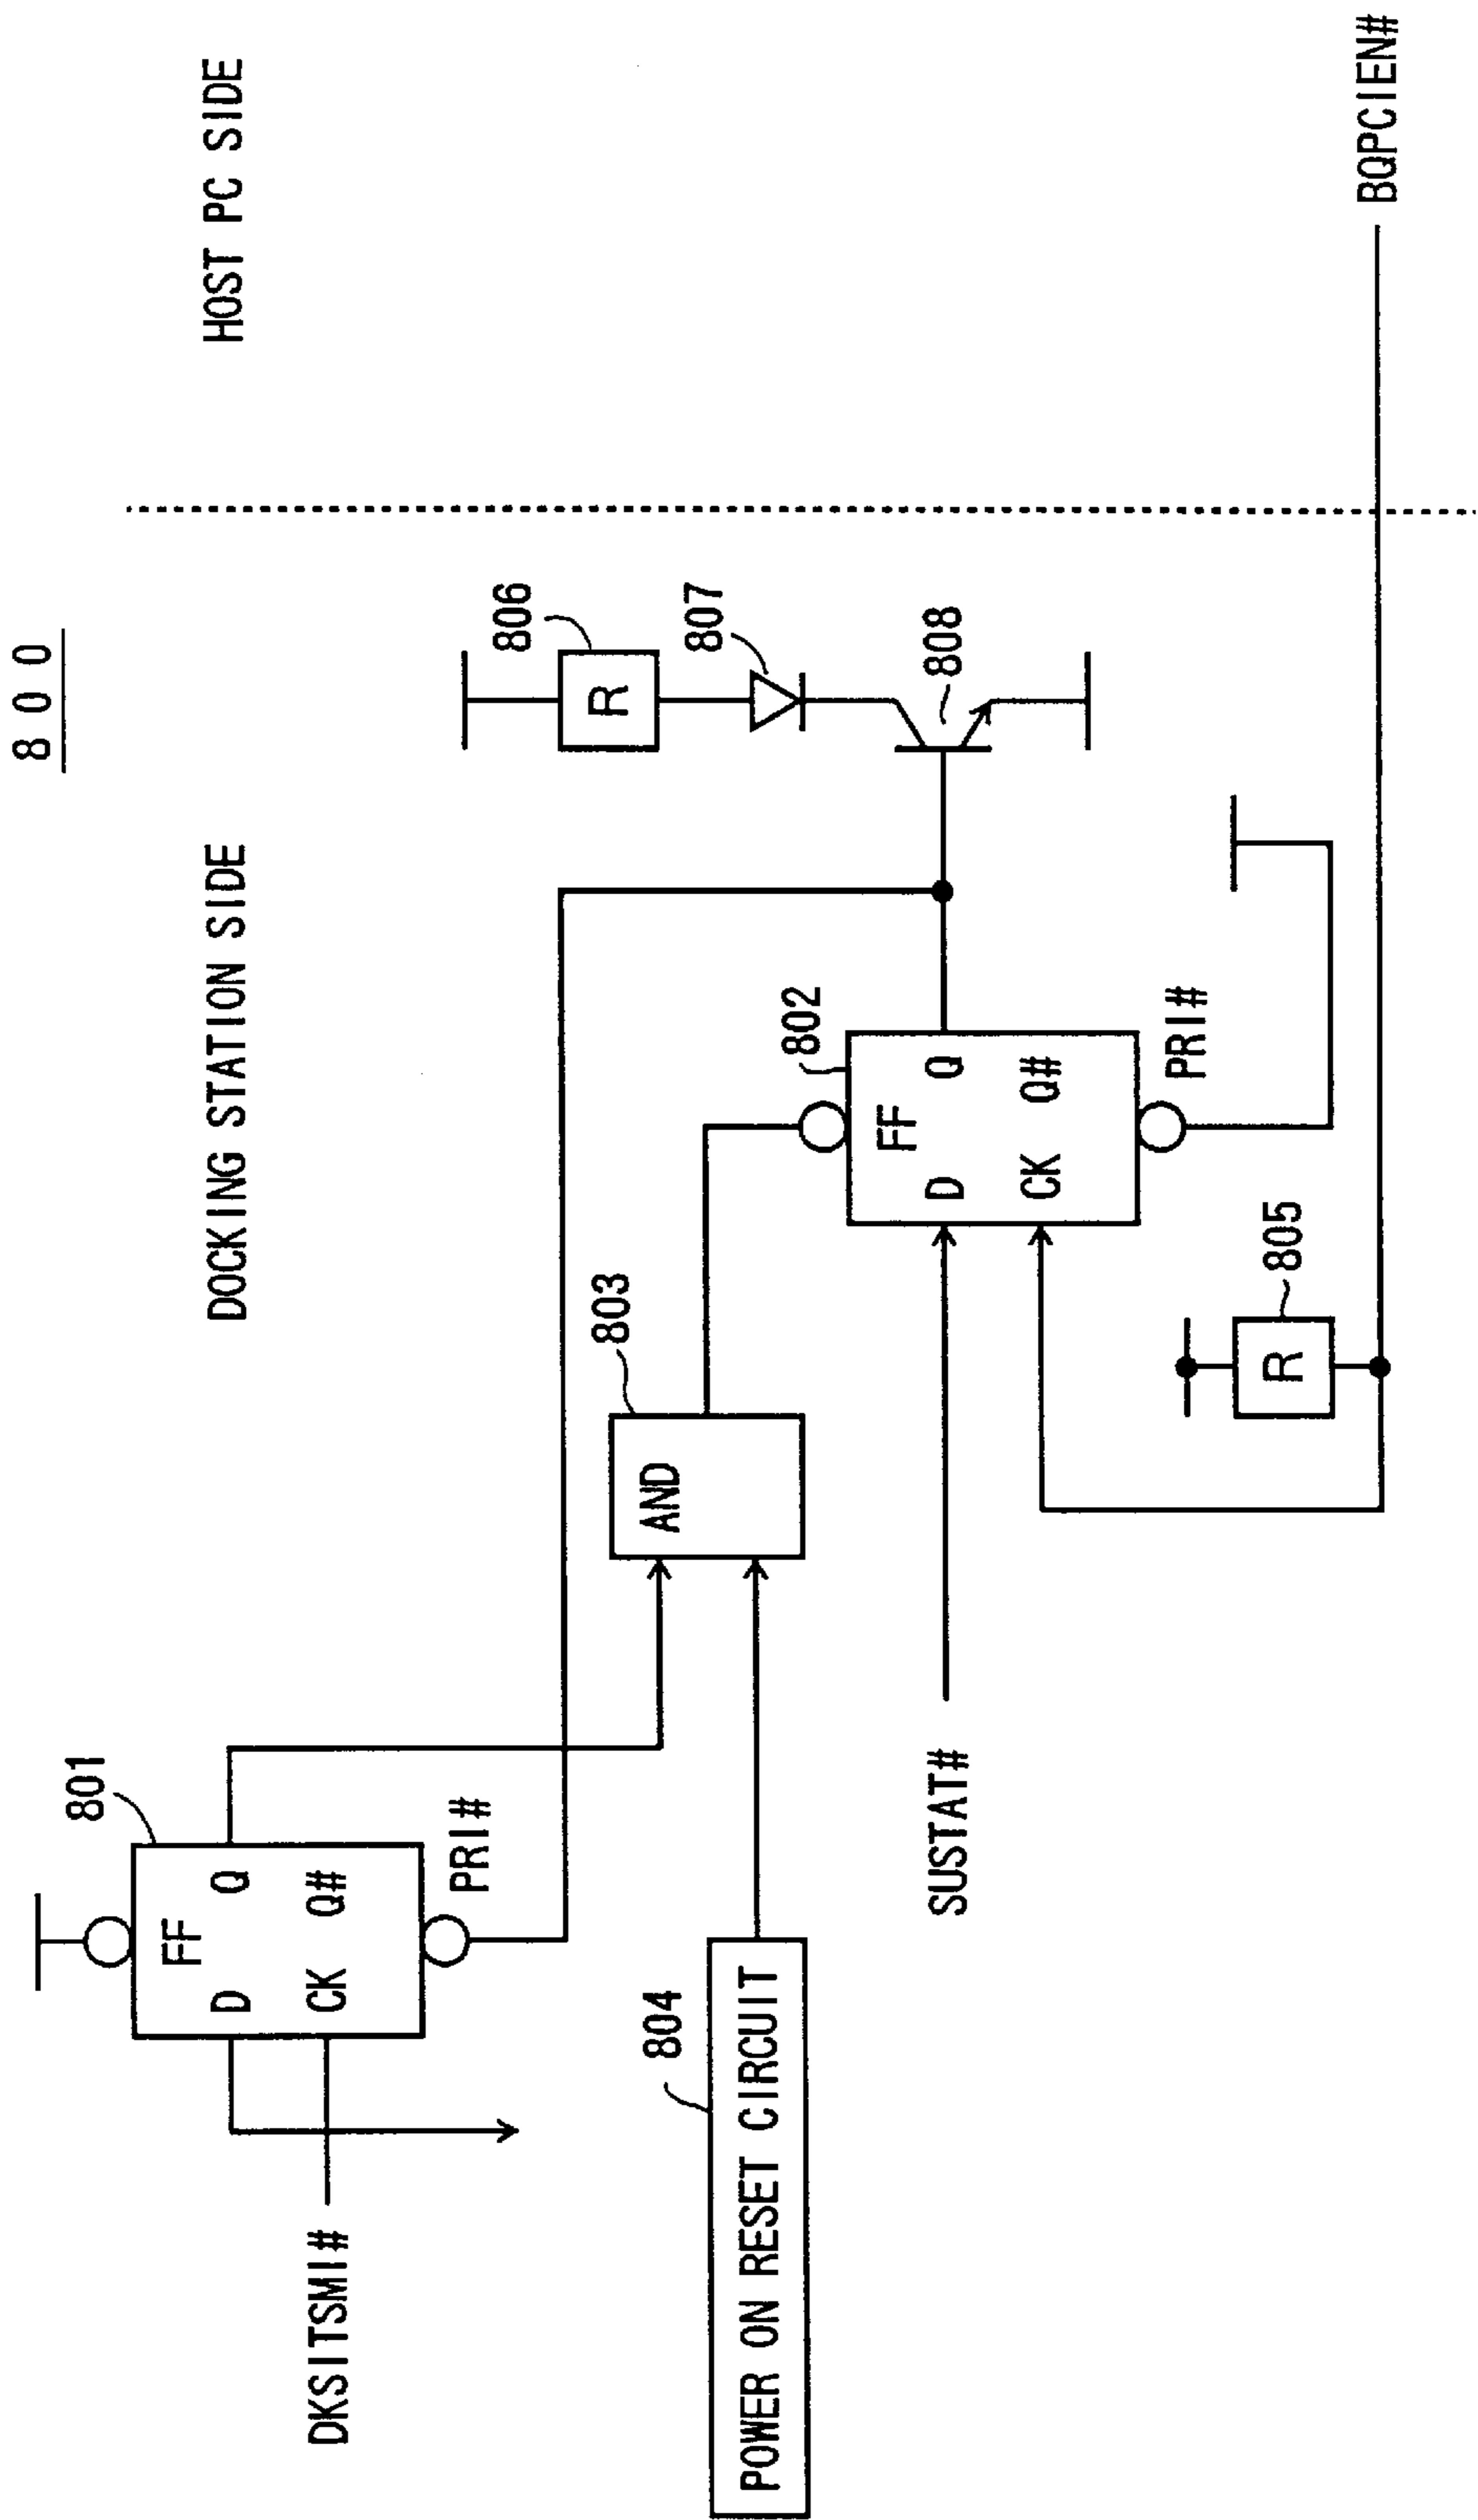 800
DOCKING STATION SIDE
HOST PC SIDE
801
FF
D Q
CK Q#
DKSITSMI#
PRI#
806
R
803
AND
804
POWER ON RESET CIRCUIT
807
802
FF
D Q
CK Q#
SUSTAT#
808
PRI#
805
R
BQPCIEN#